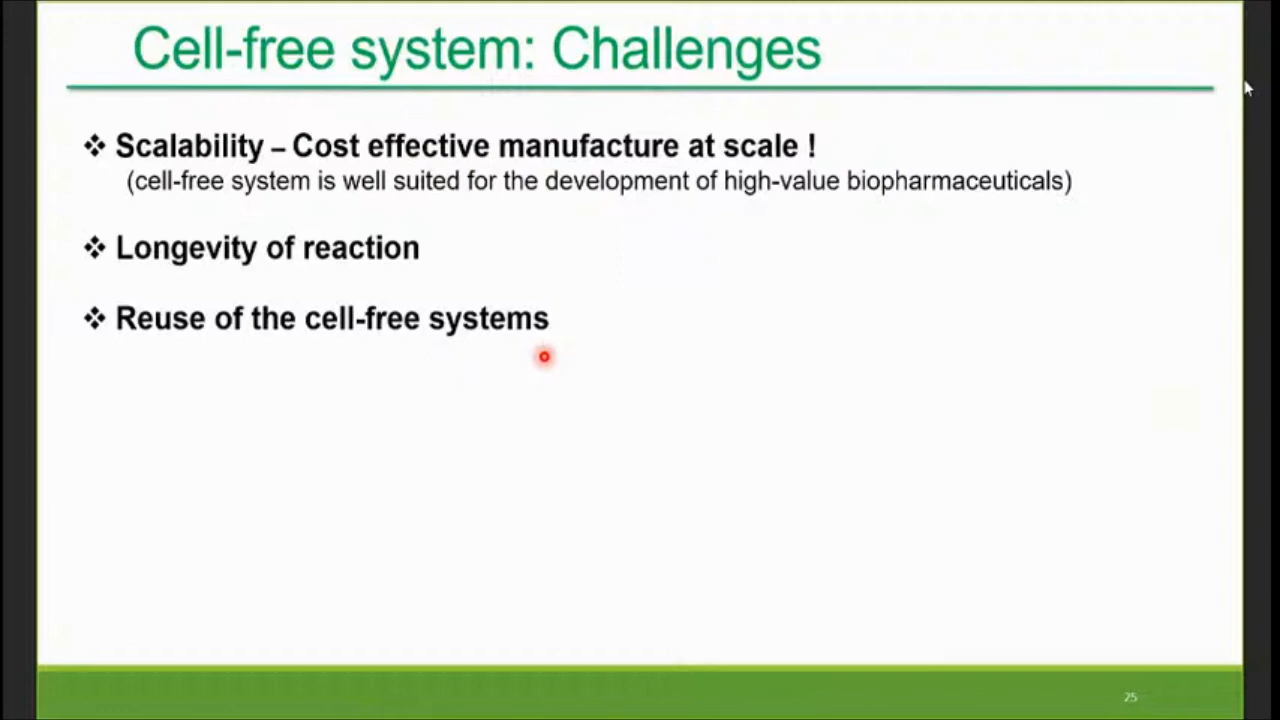 Cell-free system: Challenges
❖ Scalability – Cost effective manufacture at scale !
(cell-free system is well suited for the development of high-value biopharmaceuticals)
❖ Longevity of reaction
❖ Reuse of the cell-free systems
25